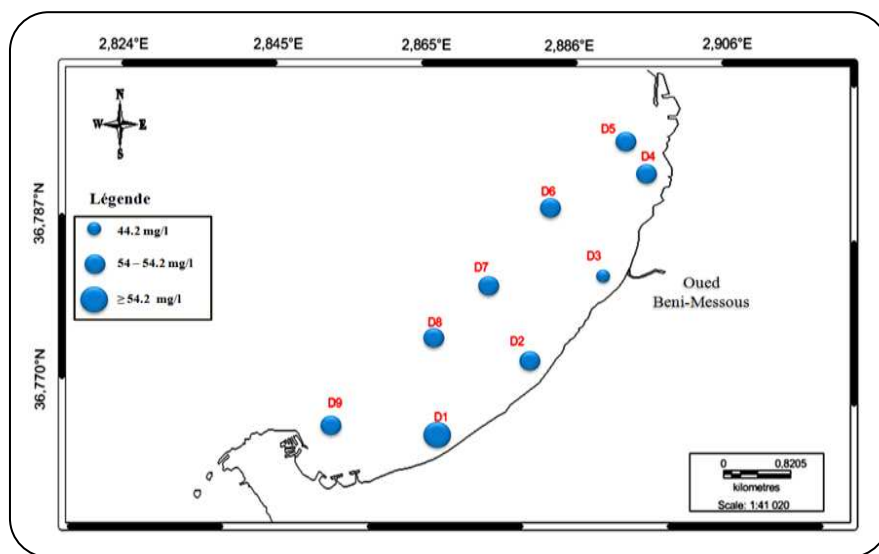 2,824°E 2,845°E 2,865°E 2,886°E 2,906°E
N
W E
S
D5
D4
Légende
D6
36,787°N
44.2 mg/l
D3
54 – 54.2 mg/l
D7
Oued
Beni-Messous
≥ 54.2 mg/l
D8
D2
36,770°N
D9
D1
0 0,8205
kilometres
Scale: 1:41 020